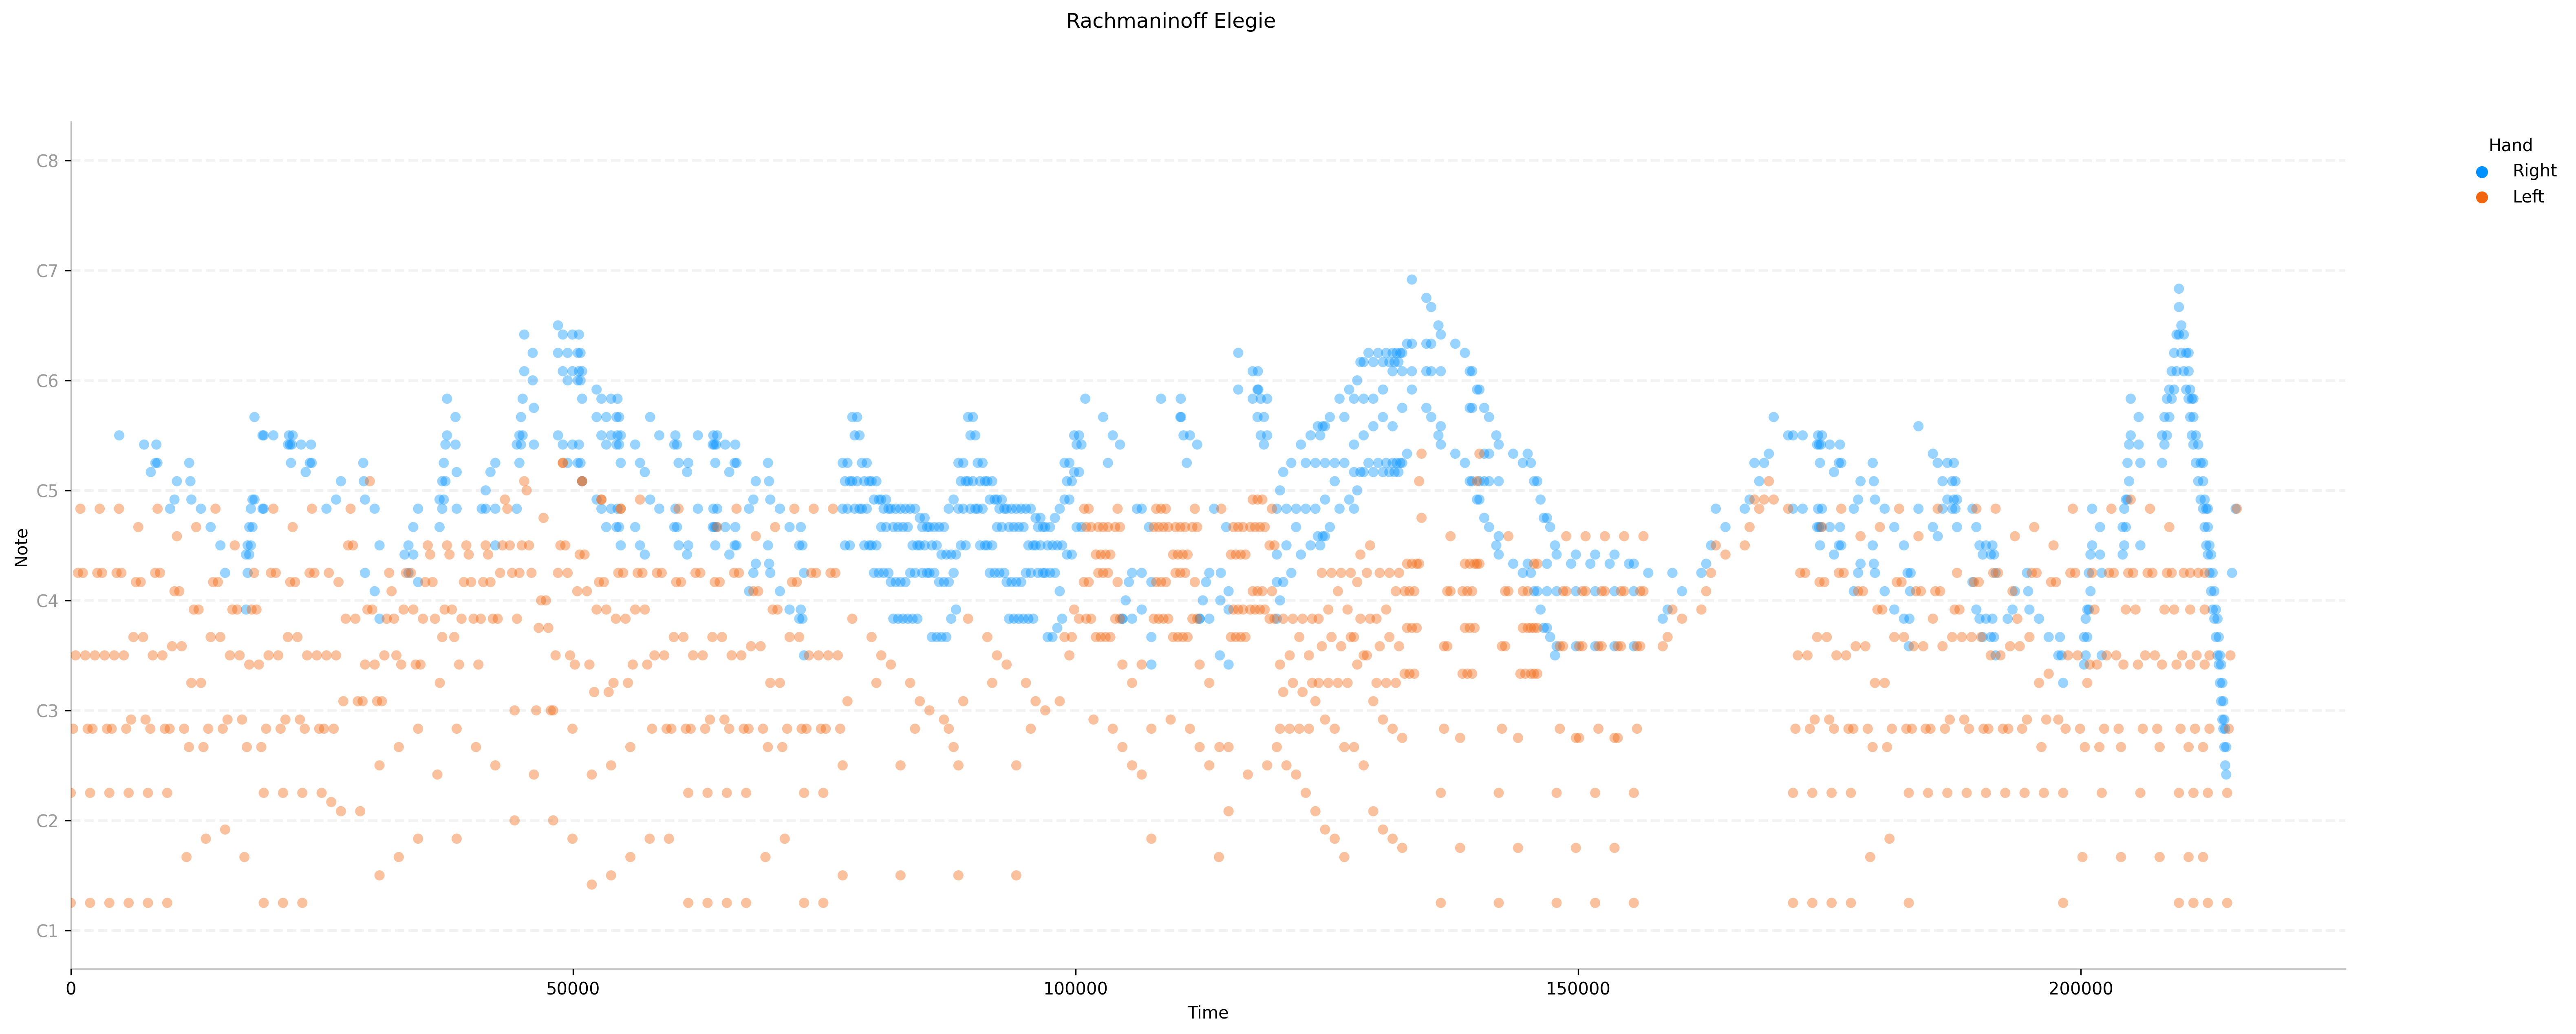 Rachmaninoff Elegie
Hand
Right
Left
Note
C8
C7
C6
C5
C4
C3
C2
C1
0 50000 100000 150000 200000
Time